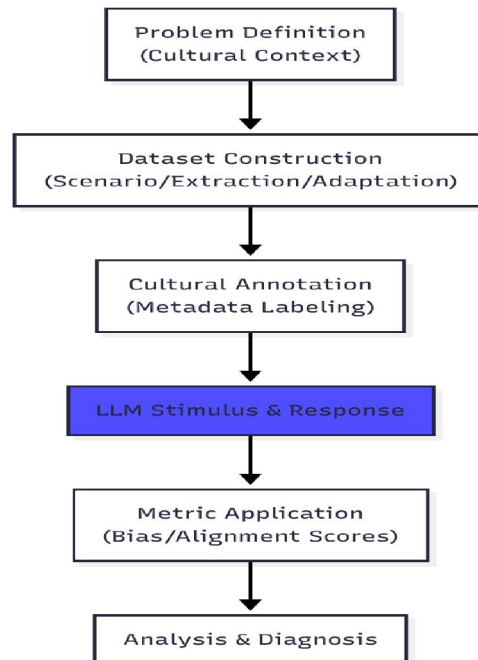 Problem Definition
(Cultural Context)
Dataset Construction
(Scenario/Extraction/Adaptation)
Cultural Annotation
(Metadata Labeling)
LLM Stimulus & Response
Metric Application
(Bias/Alignment Scores)
Analysis & Diagnosis